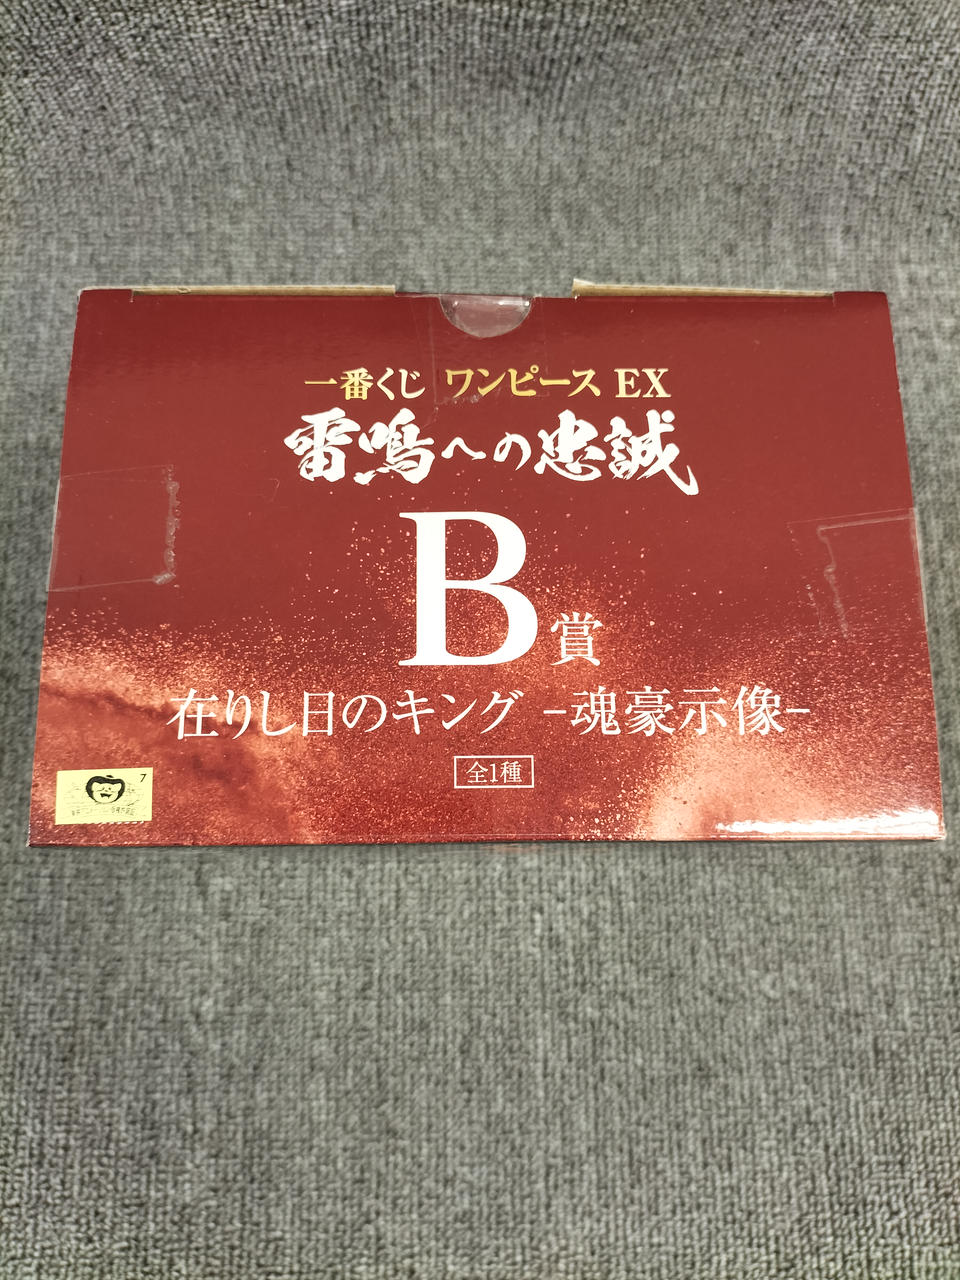 一番くじ ワンピース EX
雷鳴への忠誠
B賞
在りし日のキング -魂豪示像-
全1種
7